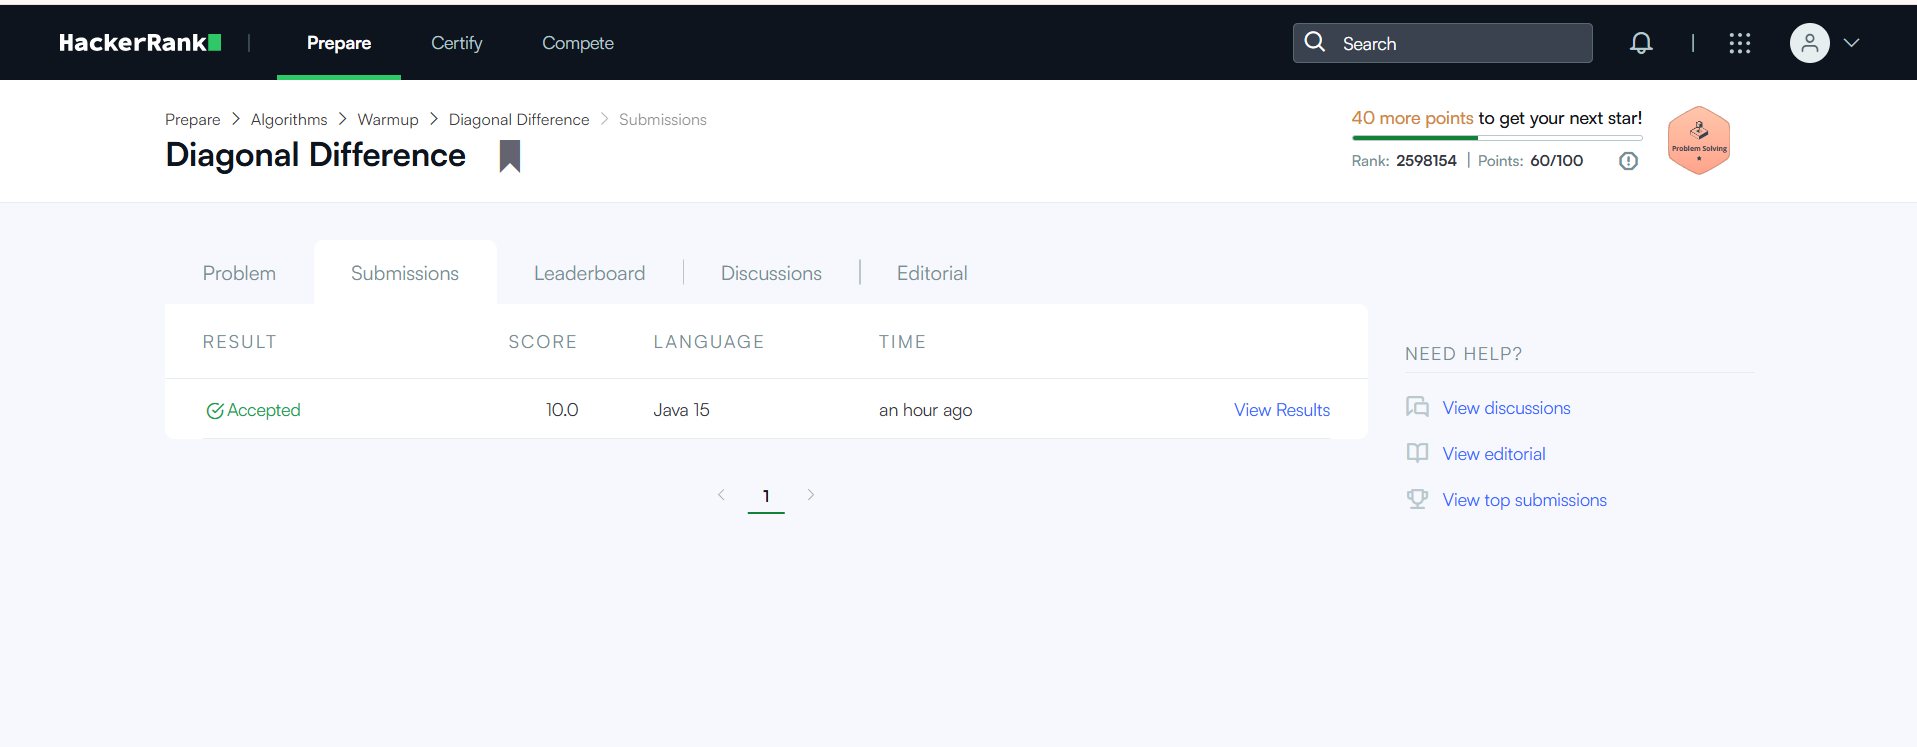 HackerRank | Prepare Certify Compete Search |
Prepare > Algorithms > Warmup > Diagonal Difference > Submissions
Diagonal Difference
40 more points to get your next star!
Rank: 2598154 | Points: 60/100
Problem Solving
Problem Submissions Leaderboard | Discussions | Editorial
RESULT SCORE LANGUAGE TIME
Accepted 10.0 Java 15 an hour ago View Results
< 1 >
NEED HELP?
View discussions
View editorial
View top submissions